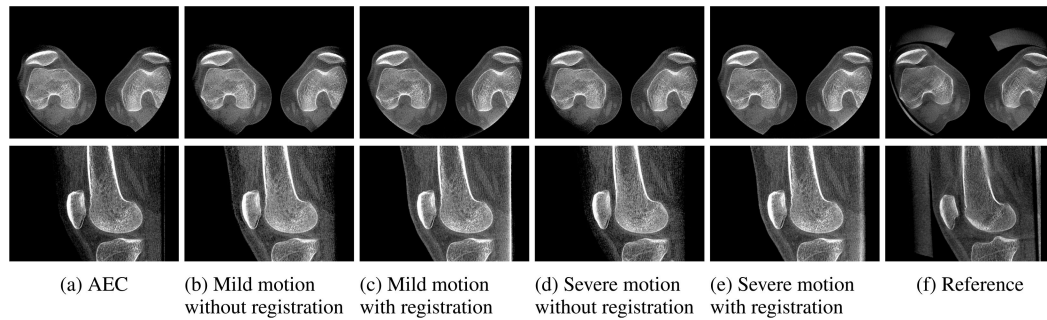 (a) AEC
(b) Mild motion
without registration
(c) Mild motion
with registration
(d) Severe motion
without registration
(e) Severe motion
with registration
(f) Reference